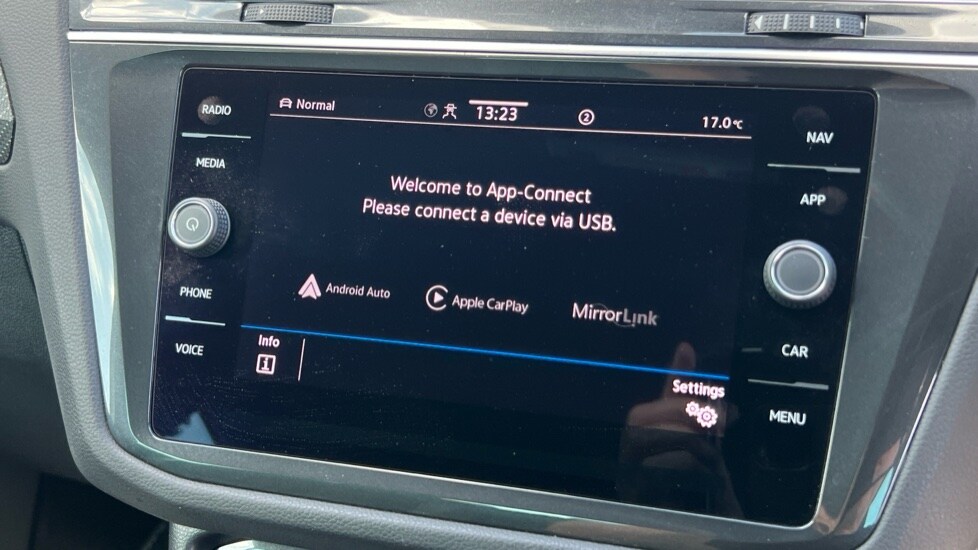 RADIO
MEDIA
PHONE
VOICE
Normal
13:23
2
17.0°C
Welcome to App-Connect
Please connect a device via USB.
Android Auto
Apple CarPlay
MirrorLink
Info
i
Settings
NAV
APP
CAR
MENU